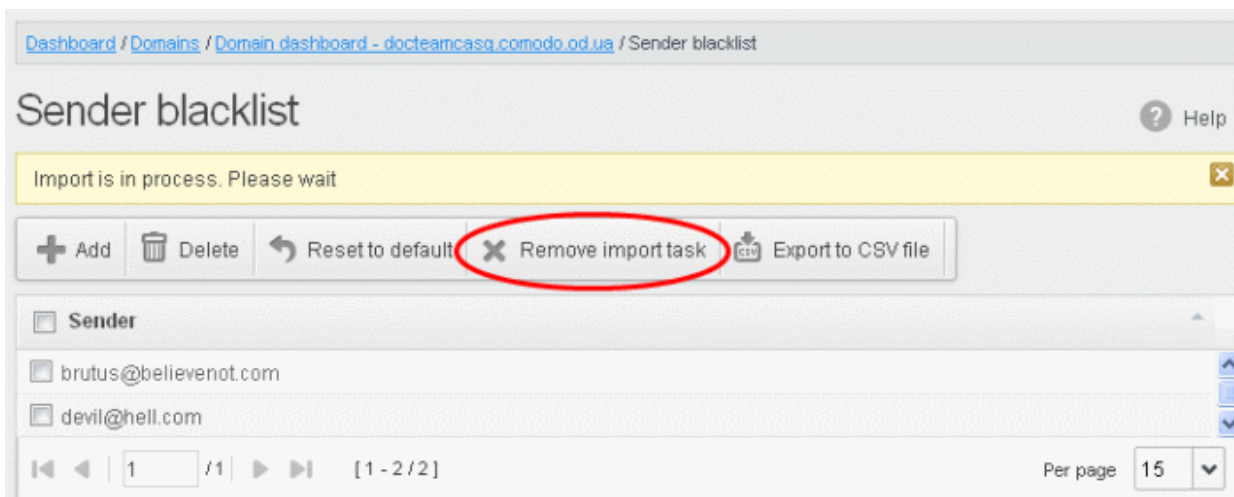 Dashboard / Domains / Domain dashboard - docteamcasg.comodo.od.ua / Sender blacklist
Sender blacklist
? Help
Import is in process. Please wait
Add Delete Reset to default Remove import task CSV Export to CSV file
Sender
brutus@believenot.com
devil@hell.com
1 /1 [1 - 2 / 2] Per page 15